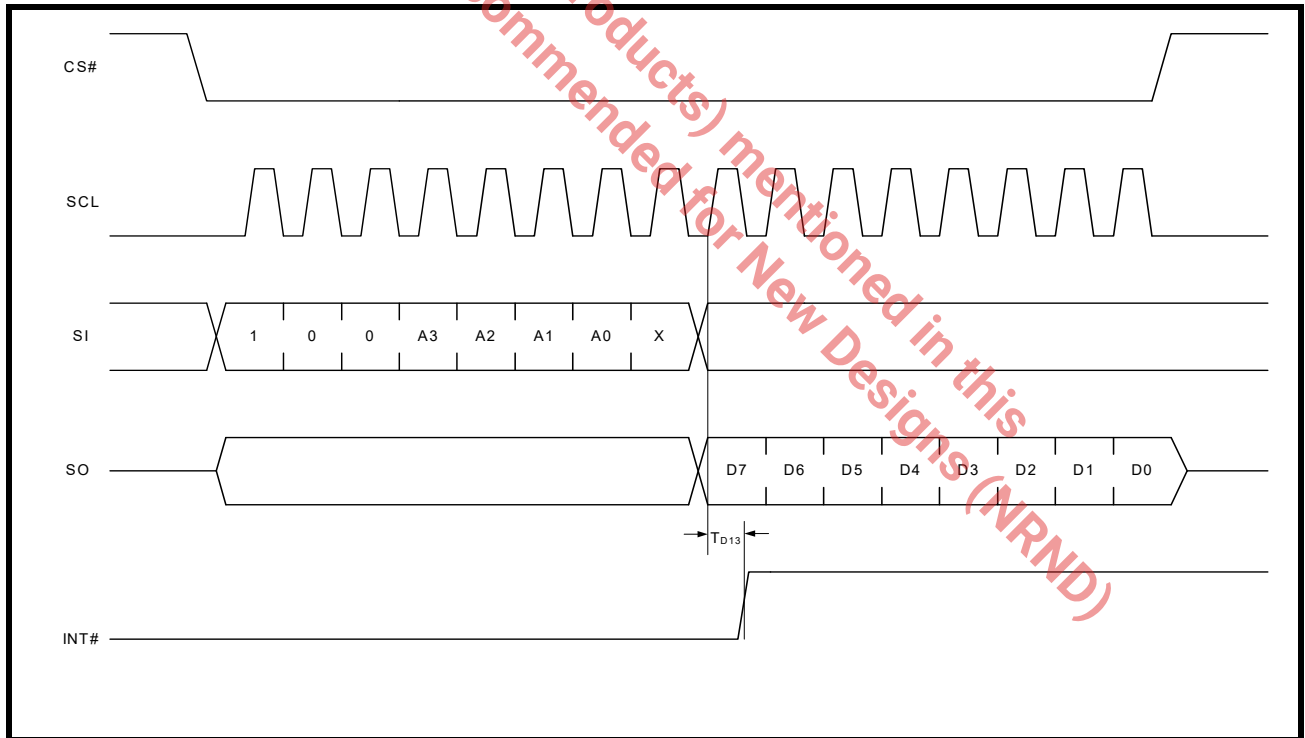 roducts) mentioned in this
ommended for New Designs (NRND)
CS#
SCL
SI
1 0 0 A3 A2 A1 A0 X
SO
D7 D6 D5 D4 D3 D2 D1 D0
TD13
INT#